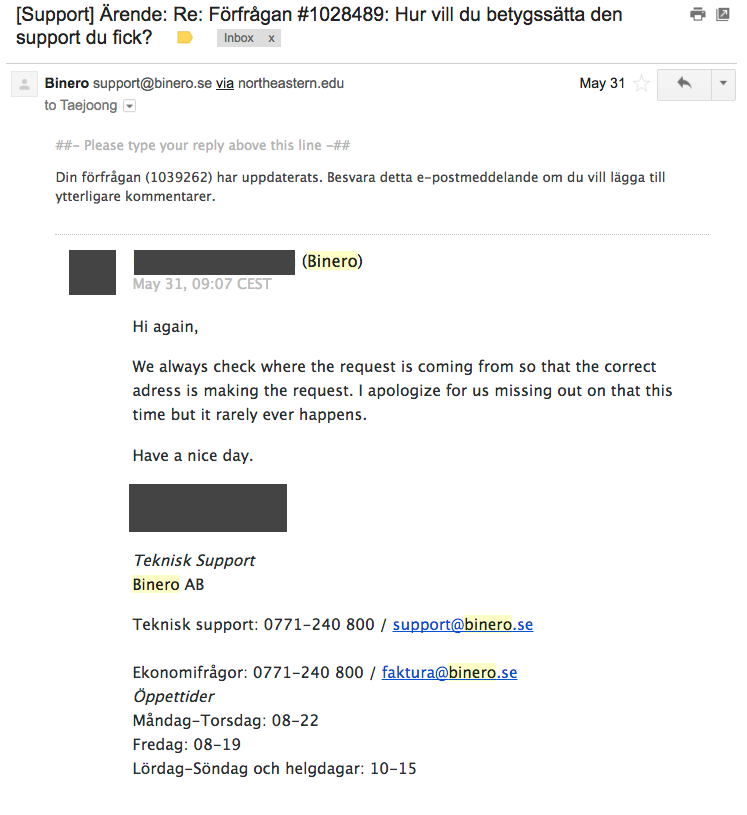 [Support] Ärende: Re: Förfrågan #1028489: Hur vill du betygssätta den
support du fick? Inbox x
Binero support@binero.se via northeastern.edu May 31
to Taejoong
##- Please type your reply above this line -##
Din förfrågan (1039262) har uppdaterats. Besvara detta e-postmeddelande om du vill lägga till
ytterligare kommentarer.
(Binero)
May 31, 09:07 CEST
Hi again,
We always check where the request is coming from so that the correct
adress is making the request. I apologize for us missing out on that this
time but it rarely ever happens.
Have a nice day.
Teknisk Support
Binero AB
Teknisk support: 0771-240 800 / support@binero.se
Ekonomifrågor: 0771-240 800 / faktura@binero.se
Öppettider
Måndag-Torsdag: 08-22
Fredag: 08-19
Lördag-Söndag och helgdagar: 10-15